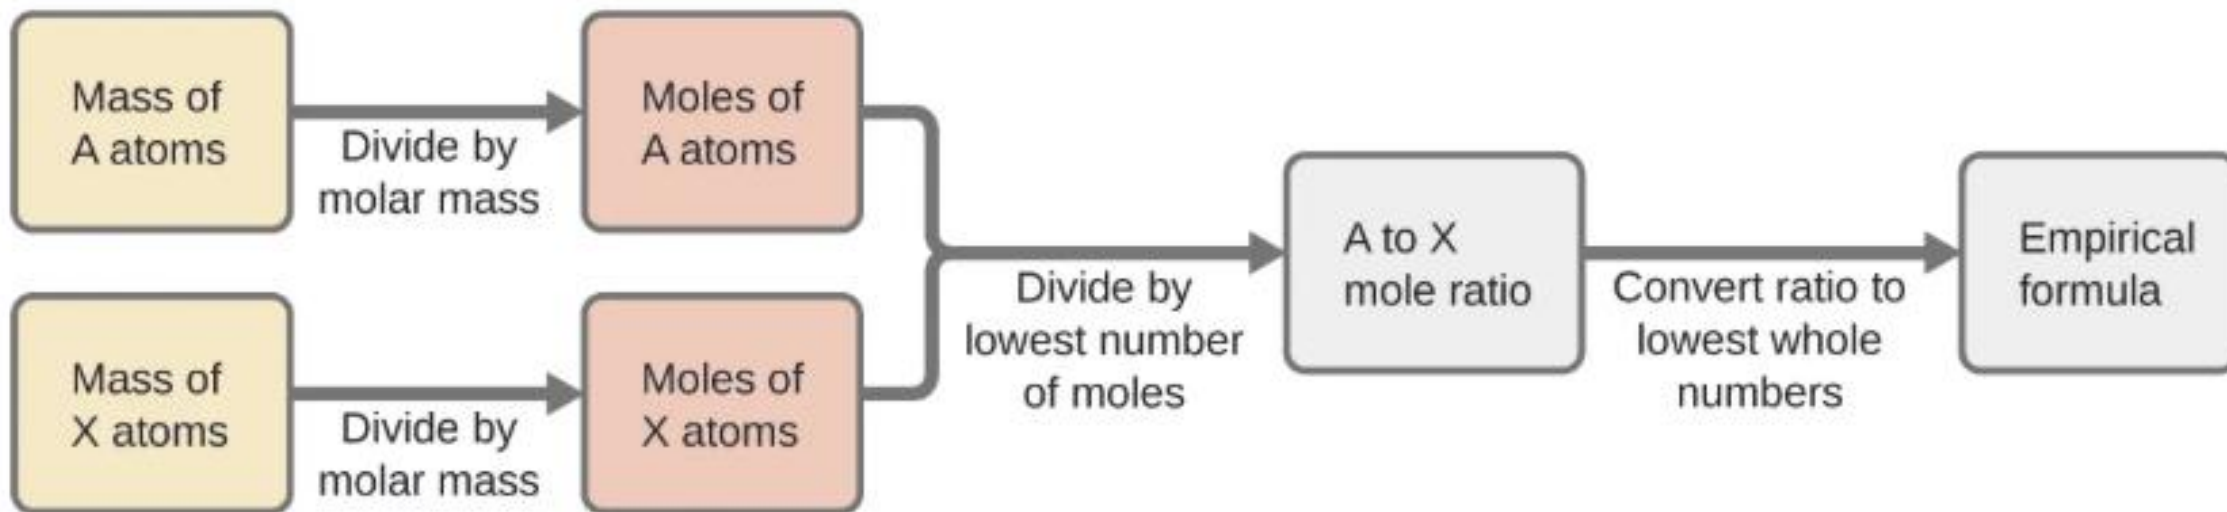 Mass of
A atoms
Divide by
molar mass
Moles of
A atoms
Mass of
X atoms
Divide by
molar mass
Moles of
X atoms
Divide by
lowest number
of moles
A to X
mole ratio
Convert ratio to
lowest whole
numbers
Empirical
formula